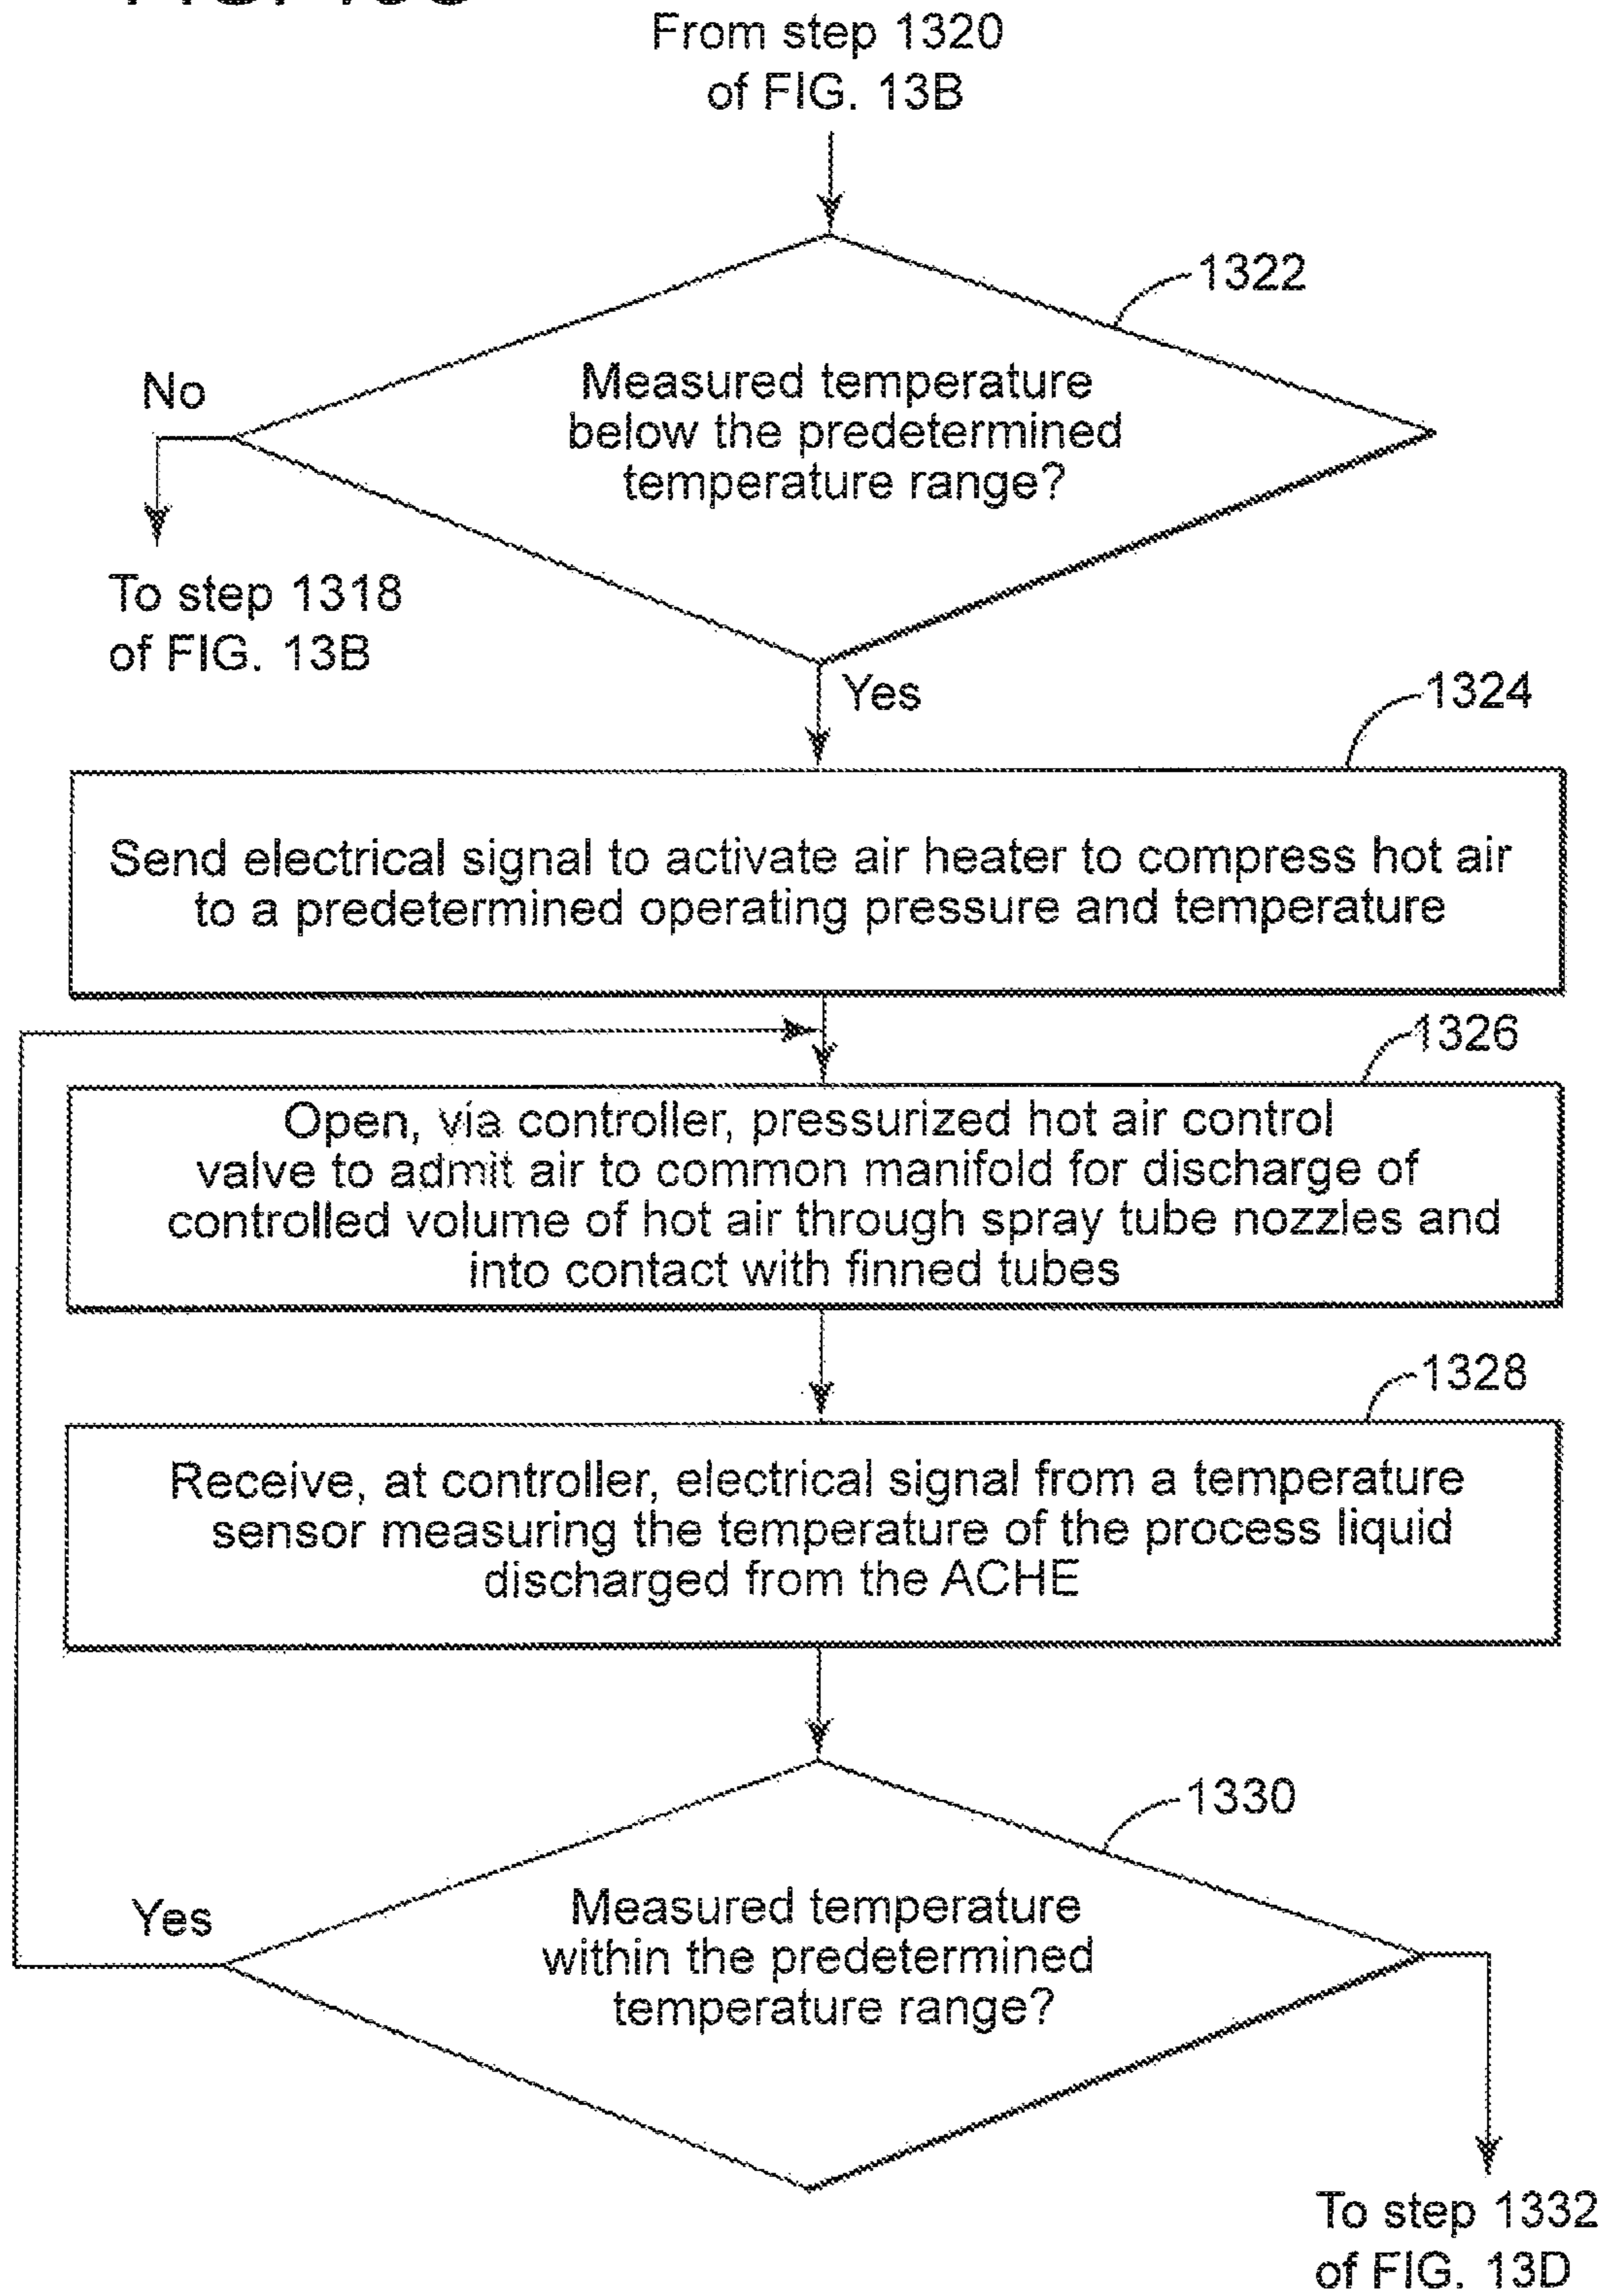 From step 1320
of FIG. 13B
1322
Measured temperature
below the predetermined
temperature range?
No
To step 1318
of FIG. 13B
Yes
1324
Send electrical signal to activate air heater to compress hot air
to a predetermined operating pressure and temperature
1326
Open, via controller, pressurized hot air control
valve to admit air to common manifold for discharge of
controlled volume of hot air through spray tube nozzles and
into contact with finned tubes
1328
Receive, at controller, electrical signal from a temperature
sensor measuring the temperature of the process liquid
discharged from the ACHE
1330
Measured temperature
within the predetermined
temperature range?
Yes
To step 1332
of FIG. 13D